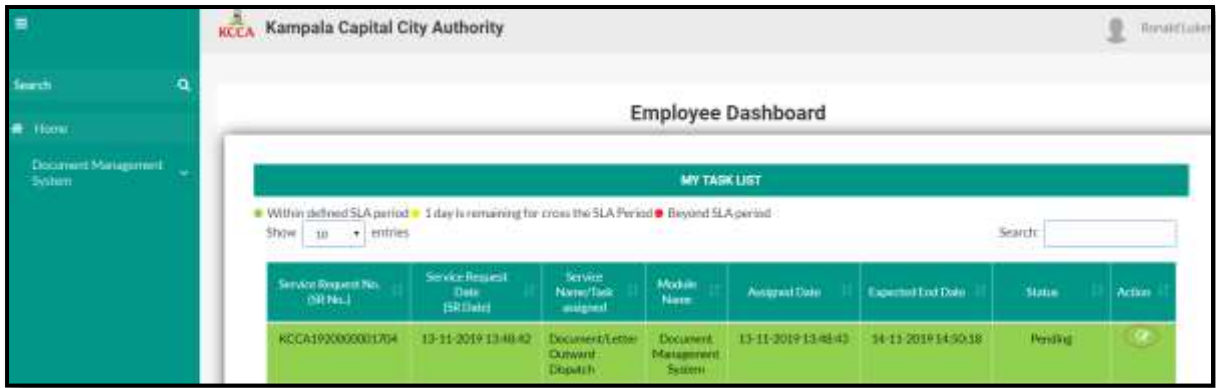 KCCA Kampala Capital City Authority
Ronald
Search
Employee Dashboard
Home
Document Management
System
MY TASK LIST
Within defined SLA period 1 day is remaining for cross the SLA Period Beyond SLA period
Show 10 entries Search:
Service Request No. (SR No.)
Service Request Date (SR Date)
Service Name/Task assigned
Module Name
Assigned Date
Expected End Date
Status
Action
KCCA1920000001704
13-11-2019 13:48:42
Document/Letter Outward Dispatch
Document Management System
13-11-2019 13:48:43
14-11-2019 14:50:18
Pending